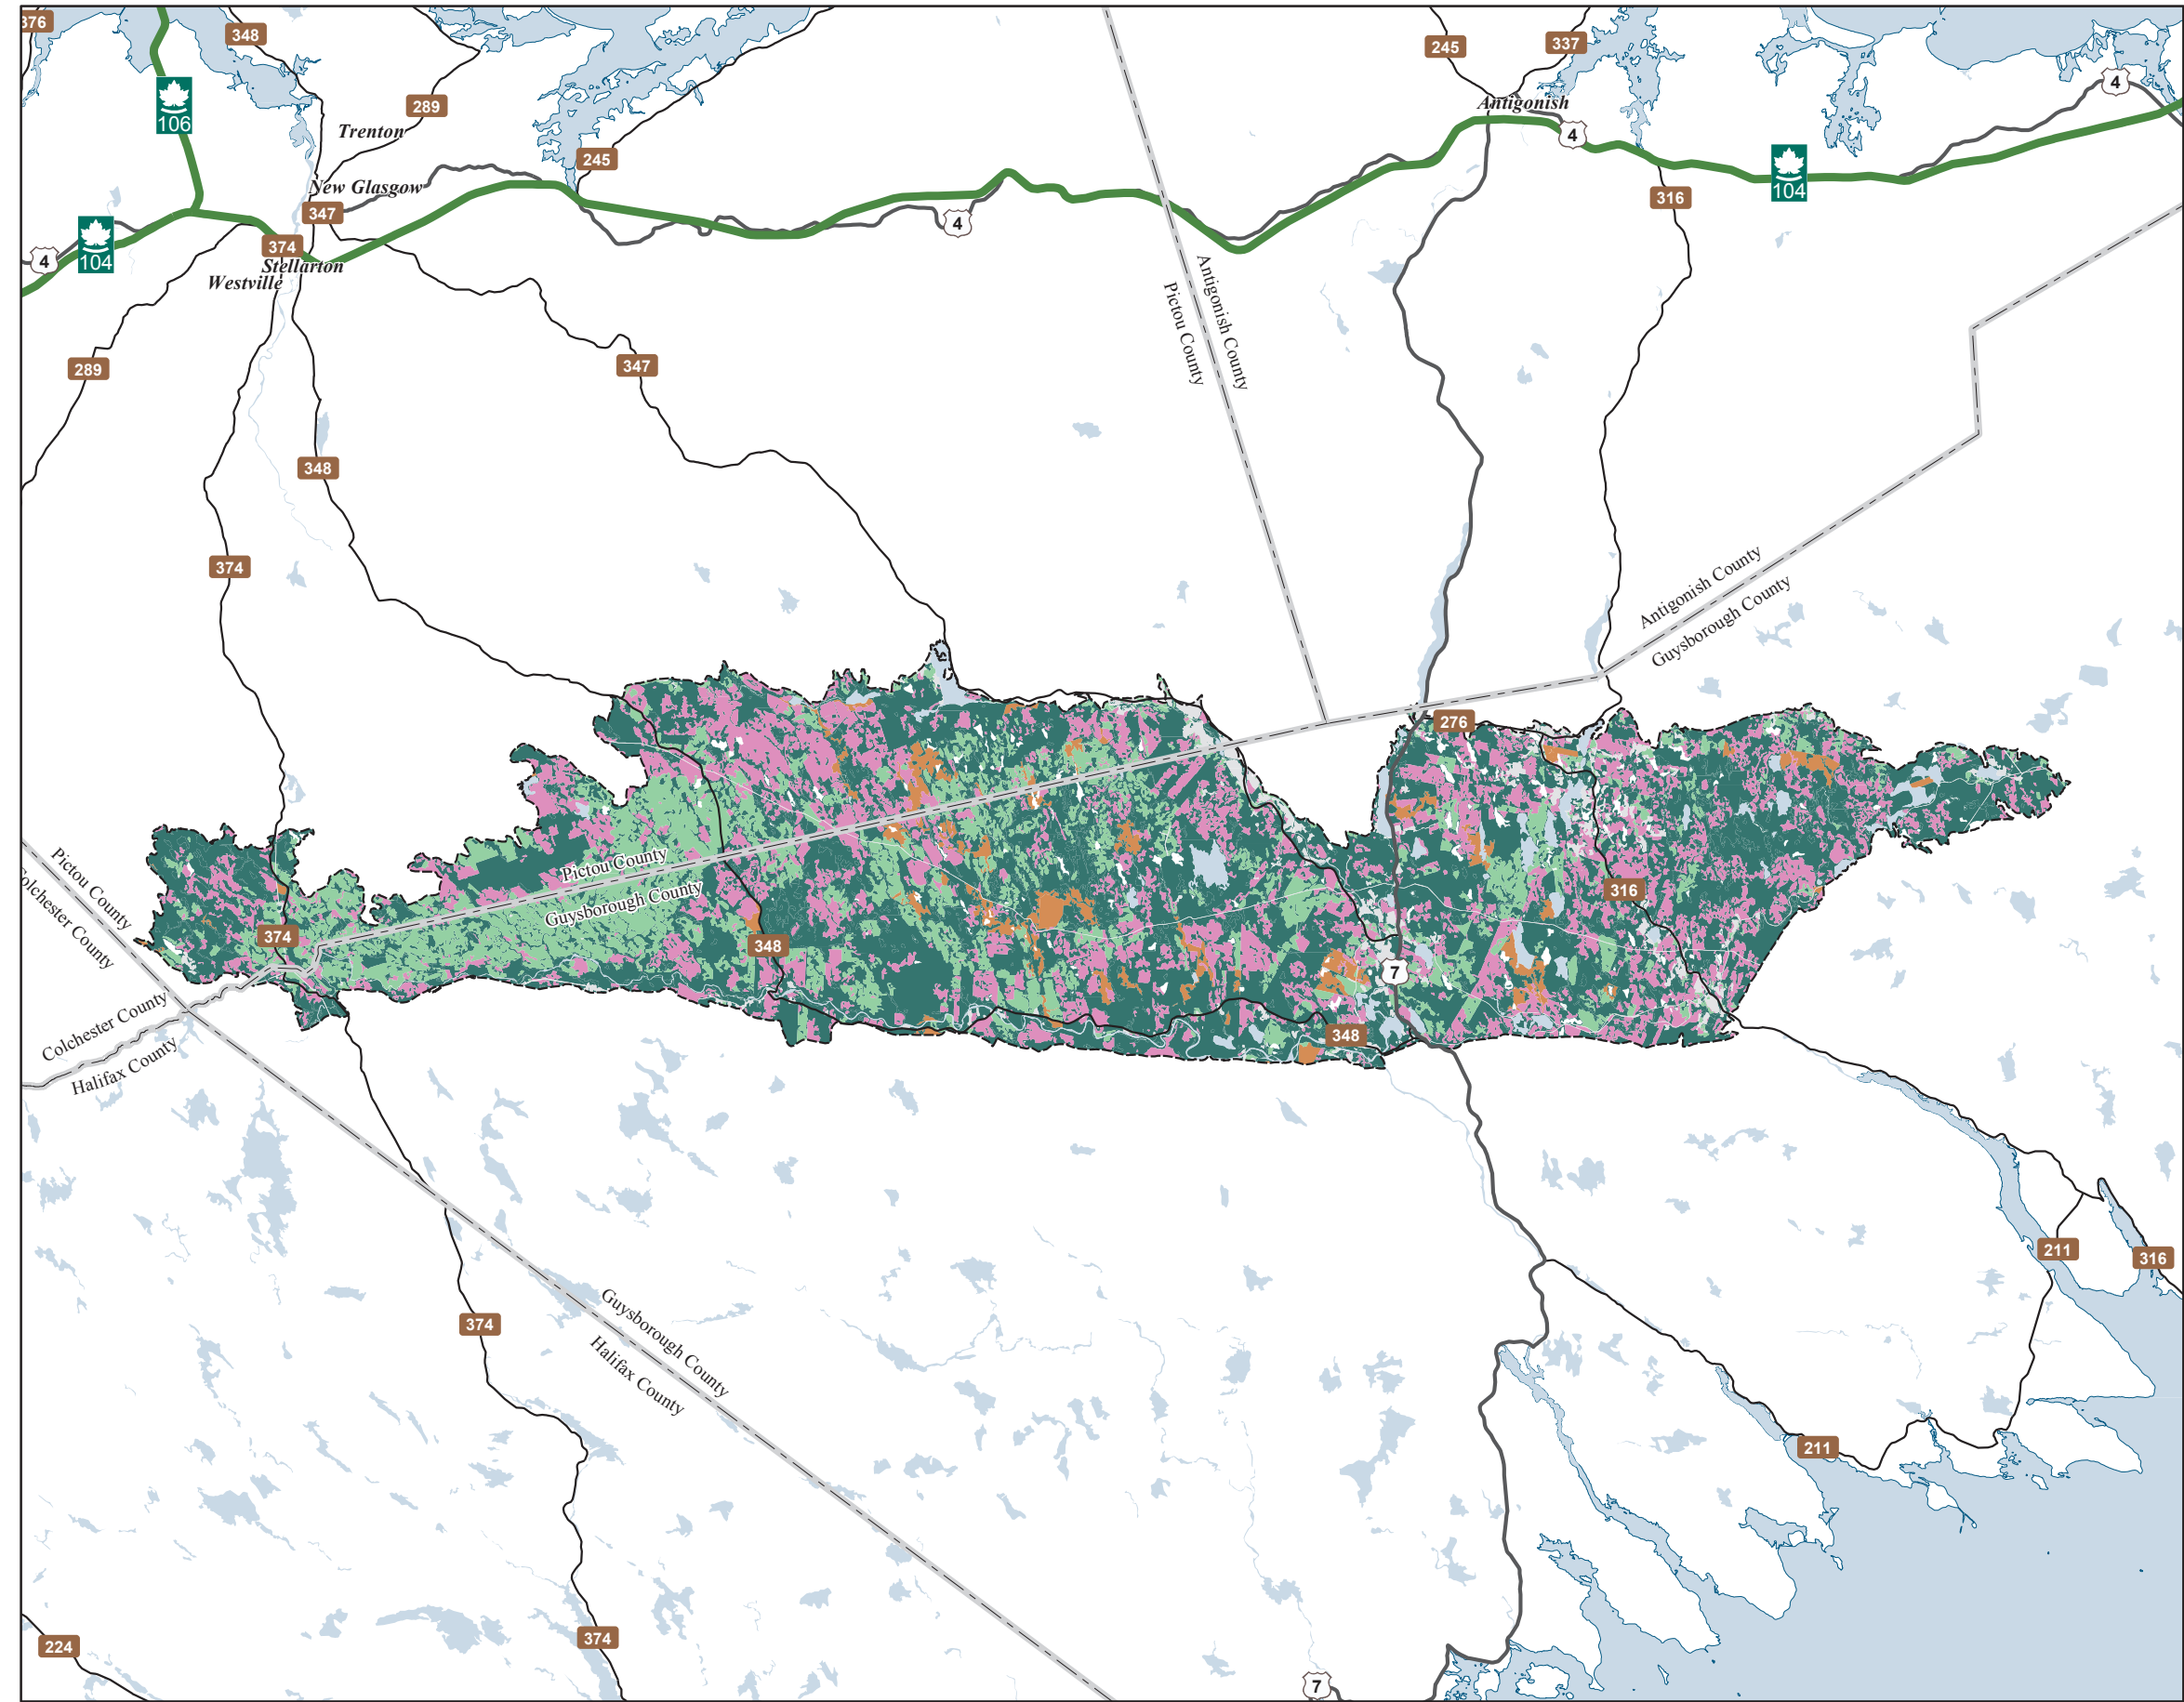 376
348
245
337
4
106
289
Antigonish
Trenton
4
245
104
New Glasgow
316
347
4
374
4
104
Stellarton
Westville
Antigonish County
Pictou County
347
289
348
374
Antigonish County
Guysborough County
276
Pictou County
Guysborough County
316
Pictou County
Colchester County
374
348
7
Colchester County
Halifax County
348
211
316
Guysborough County
Halifax County
374
211
374
224
7